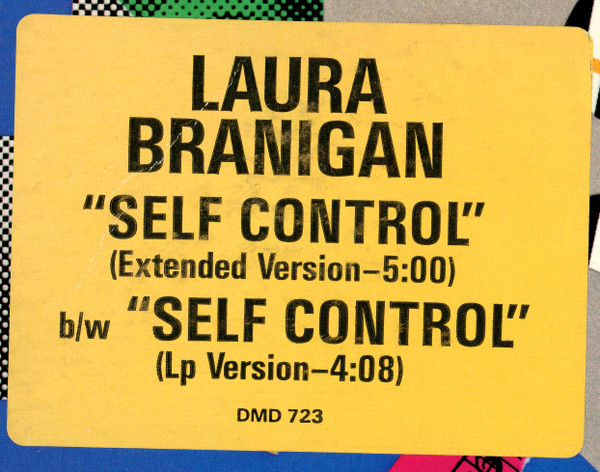 LAURA
BRANIGAN
“SELF CONTROL”
(Extended Version–5:00)
b/w “SELF CONTROL”
(Lp Version–4:08)
DMD 723